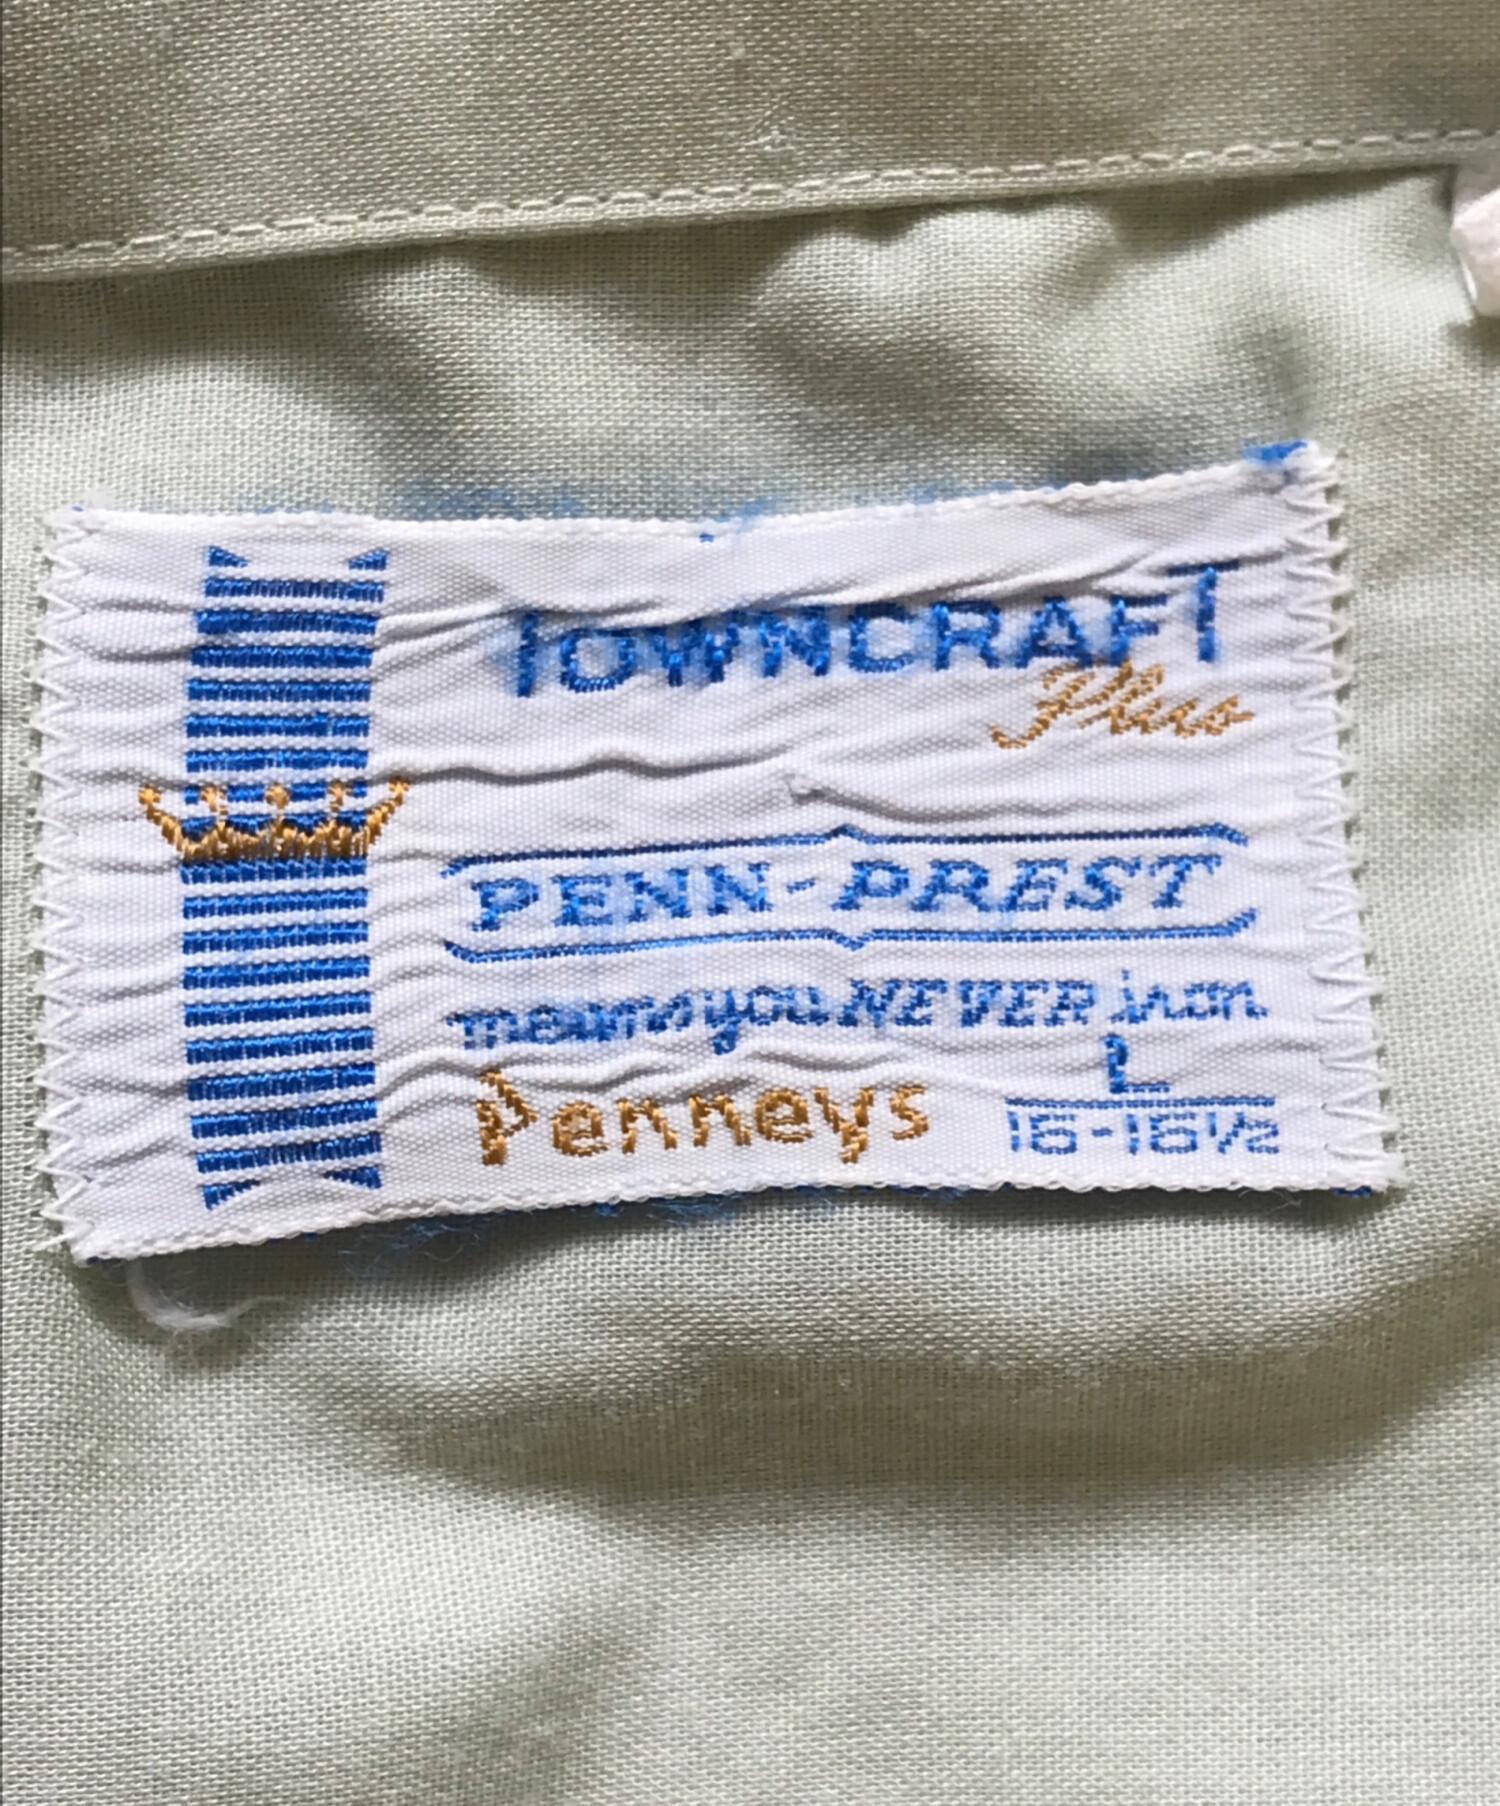 TOWNCRAFT
Plus
PENN-PREST
means you NEVER iron
Penneys
L
16-16½